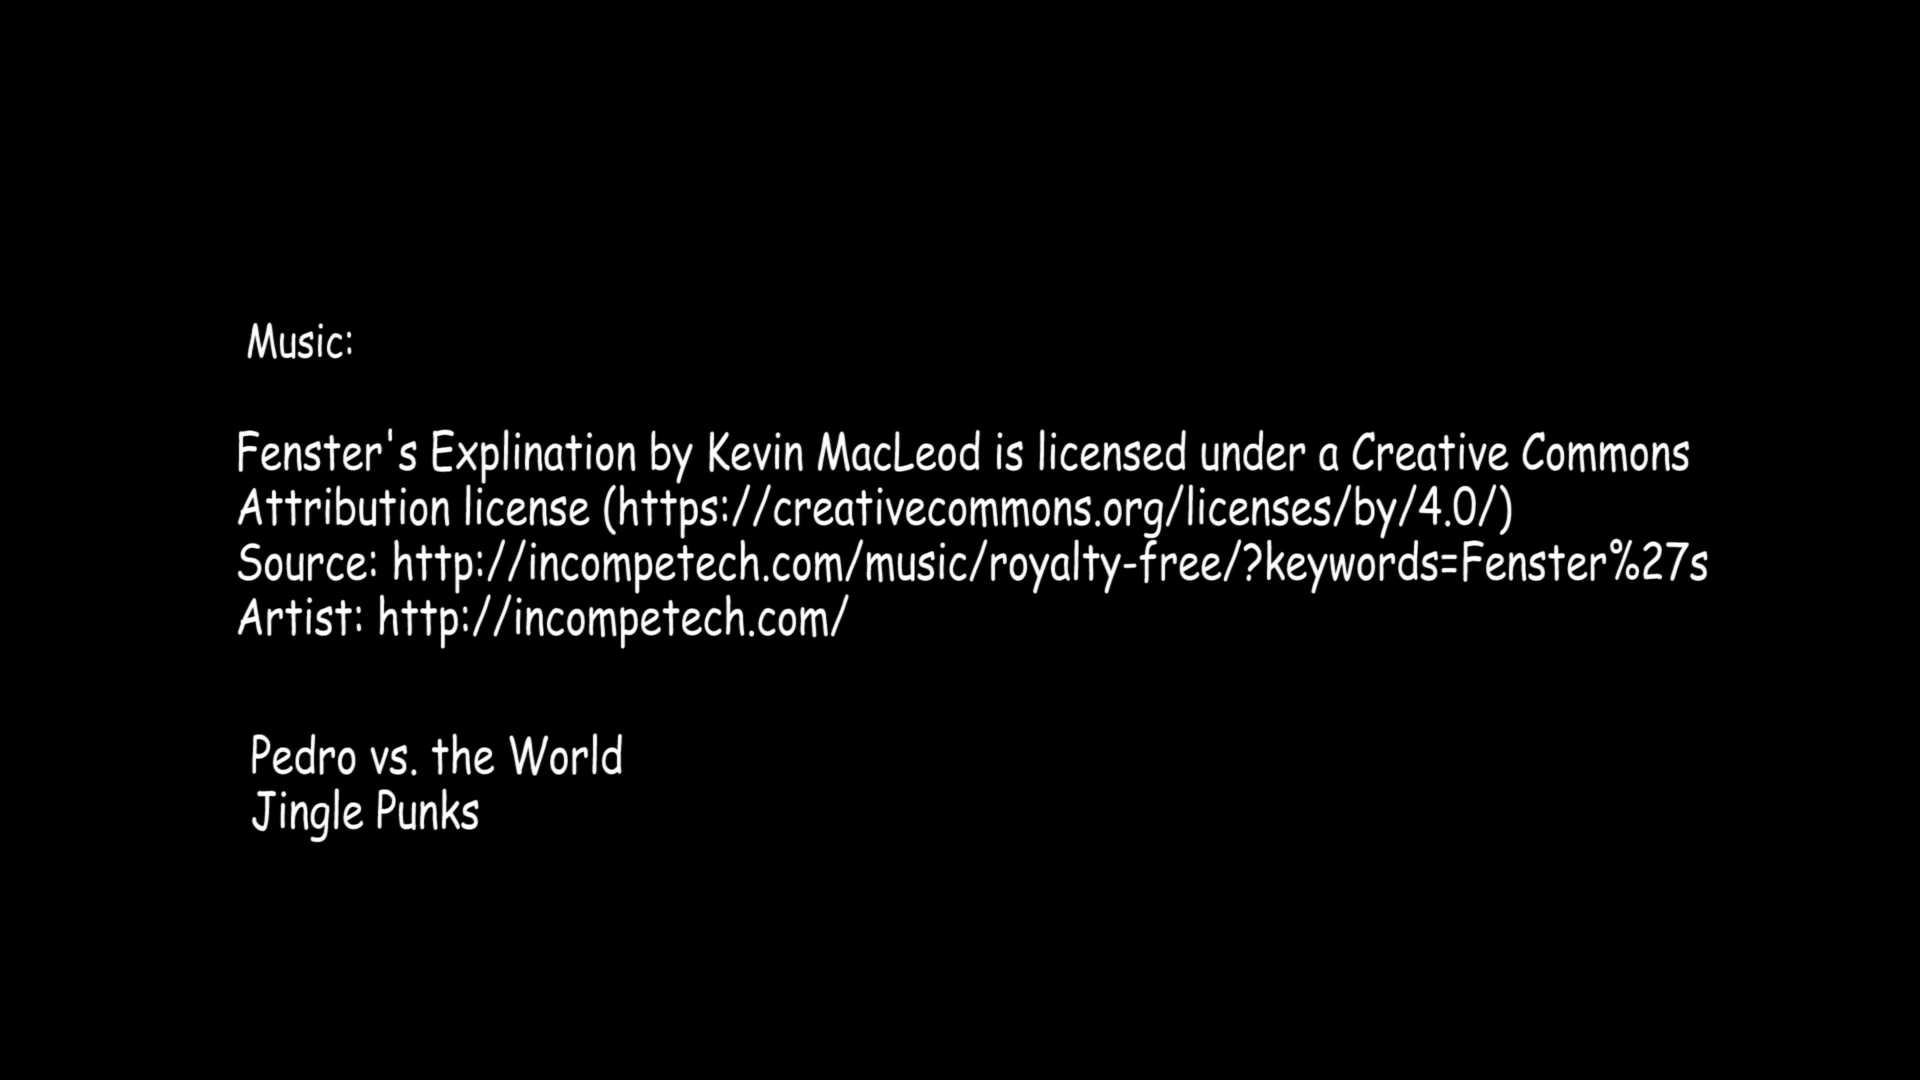 Music:
Fenster's Explination by Kevin MacLeod is licensed under a Creative Commons
Attribution license (https://creativecommons.org/licenses/by/4.0/)
Source: http://incompetech.com/music/royalty-free/?keywords=Fenster%27s
Artist: http://incompetech.com/
Pedro vs. the World
Jingle Punks